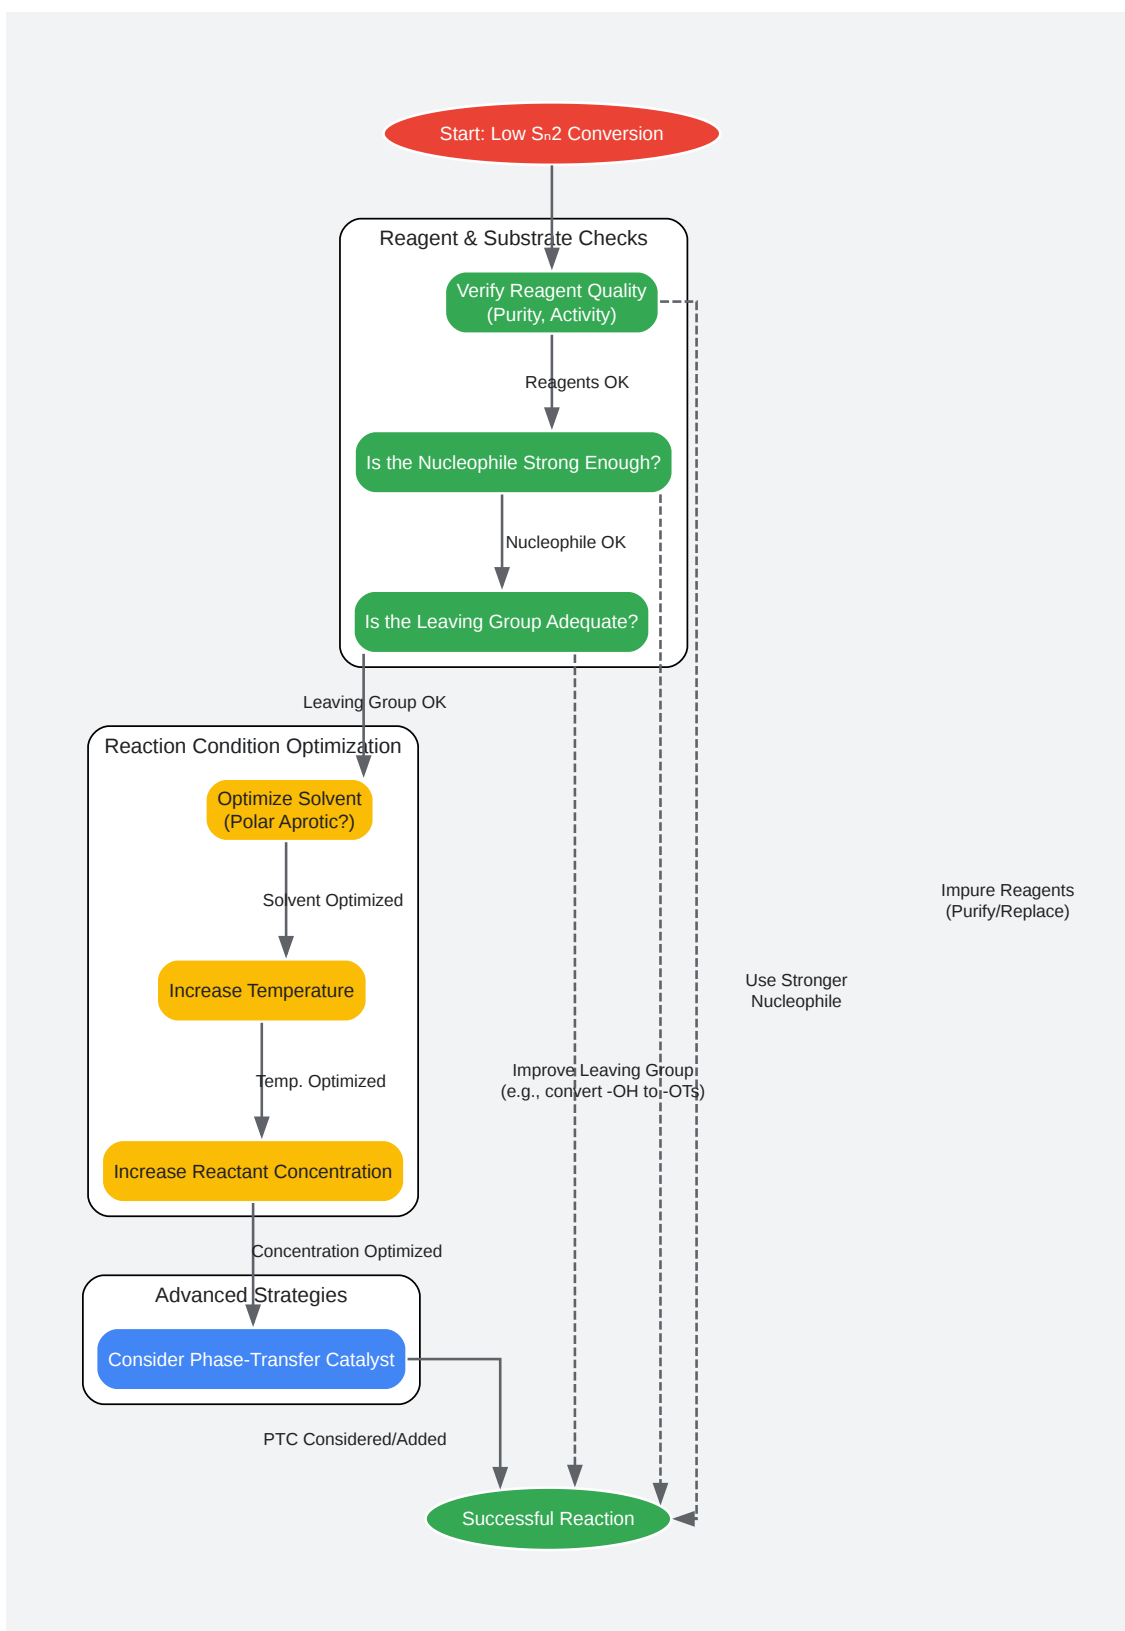 Start: Low Sₙ2 Conversion
Reagent & Substrate Checks
Verify Reagent Quality
(Purity, Activity)
Reagents OK
Is the Nucleophile Strong Enough?
Nucleophile OK
Is the Leaving Group Adequate?
Leaving Group OK
Reaction Condition Optimization
Optimize Solvent
(Polar Aprotic?)
Solvent Optimized
Impure Reagents
(Purify/Replace)
Increase Temperature
Use Stronger
Nucleophile
Temp. Optimized
Improve Leaving Group
(e.g., convert -OH to -OTs)
Increase Reactant Concentration
Concentration Optimized
Advanced Strategies
Consider Phase-Transfer Catalyst
PTC Considered/Added
Successful Reaction